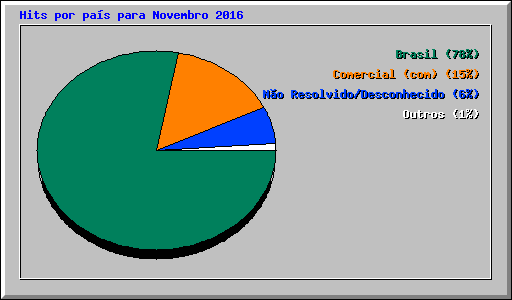 Hits por país para Novembro 2016
Brasil (78%)
Comercial (com) (15%)
Não Resolvido/Desconhecido (6%)
Outros (1%)